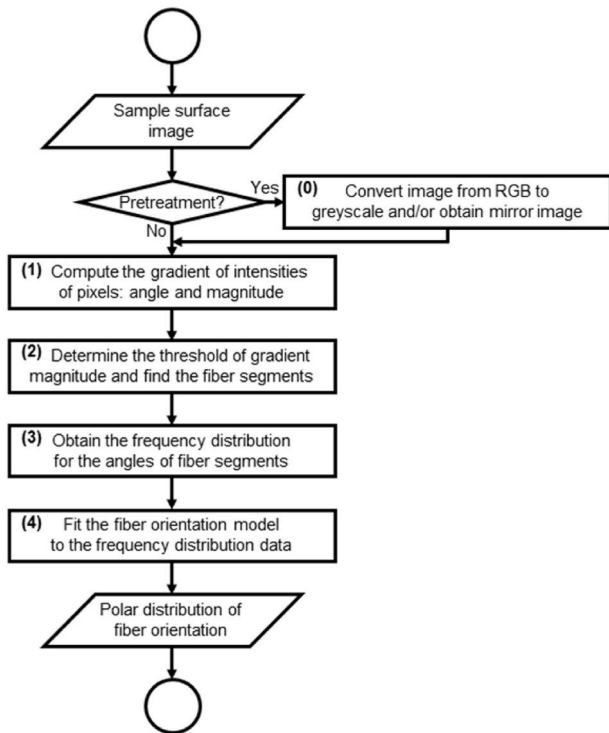 Sample surface
image
Pretreatment?
Yes
(0) Convert image from RGB to
greyscale and/or obtain mirror image
No
(1) Compute the gradient of intensities
of pixels: angle and magnitude
(2) Determine the threshold of gradient
magnitude and find the fiber segments
(3) Obtain the frequency distribution
for the angles of fiber segments
(4) Fit the fiber orientation model
to the frequency distribution data
Polar distribution of
fiber orientation